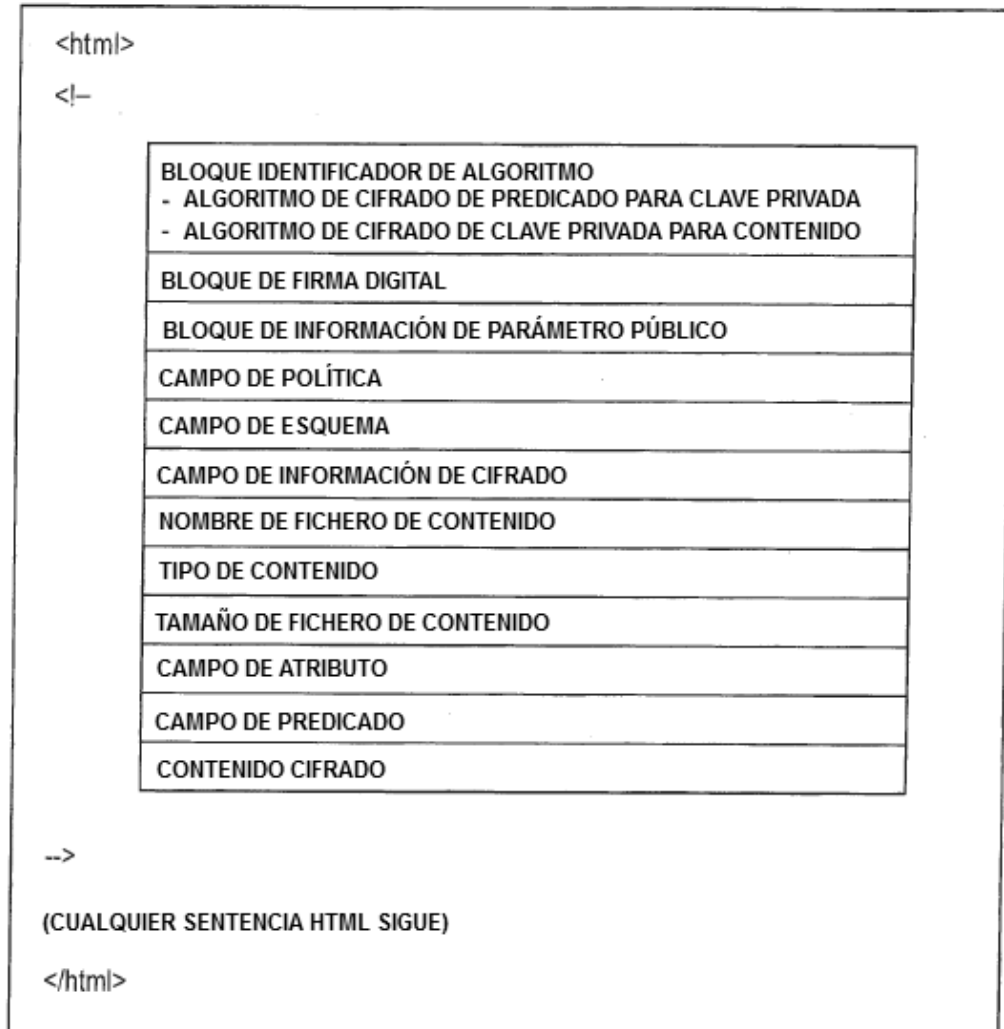 <html>
<!–
BLOQUE IDENTIFICADOR DE ALGORITMO
- ALGORITMO DE CIFRADO DE PREDICADO PARA CLAVE PRIVADA
- ALGORITMO DE CIFRADO DE CLAVE PRIVADA PARA CONTENIDO
BLOQUE DE FIRMA DIGITAL
BLOQUE DE INFORMACIÓN DE PARÁMETRO PÚBLICO
CAMPO DE POLÍTICA
CAMPO DE ESQUEMA
CAMPO DE INFORMACIÓN DE CIFRADO
NOMBRE DE FICHERO DE CONTENIDO
TIPO DE CONTENIDO
TAMAÑO DE FICHERO DE CONTENIDO
CAMPO DE ATRIBUTO
CAMPO DE PREDICADO
CONTENIDO CIFRADO
-->
(CUALQUIER SENTENCIA HTML SIGUE)
</html>